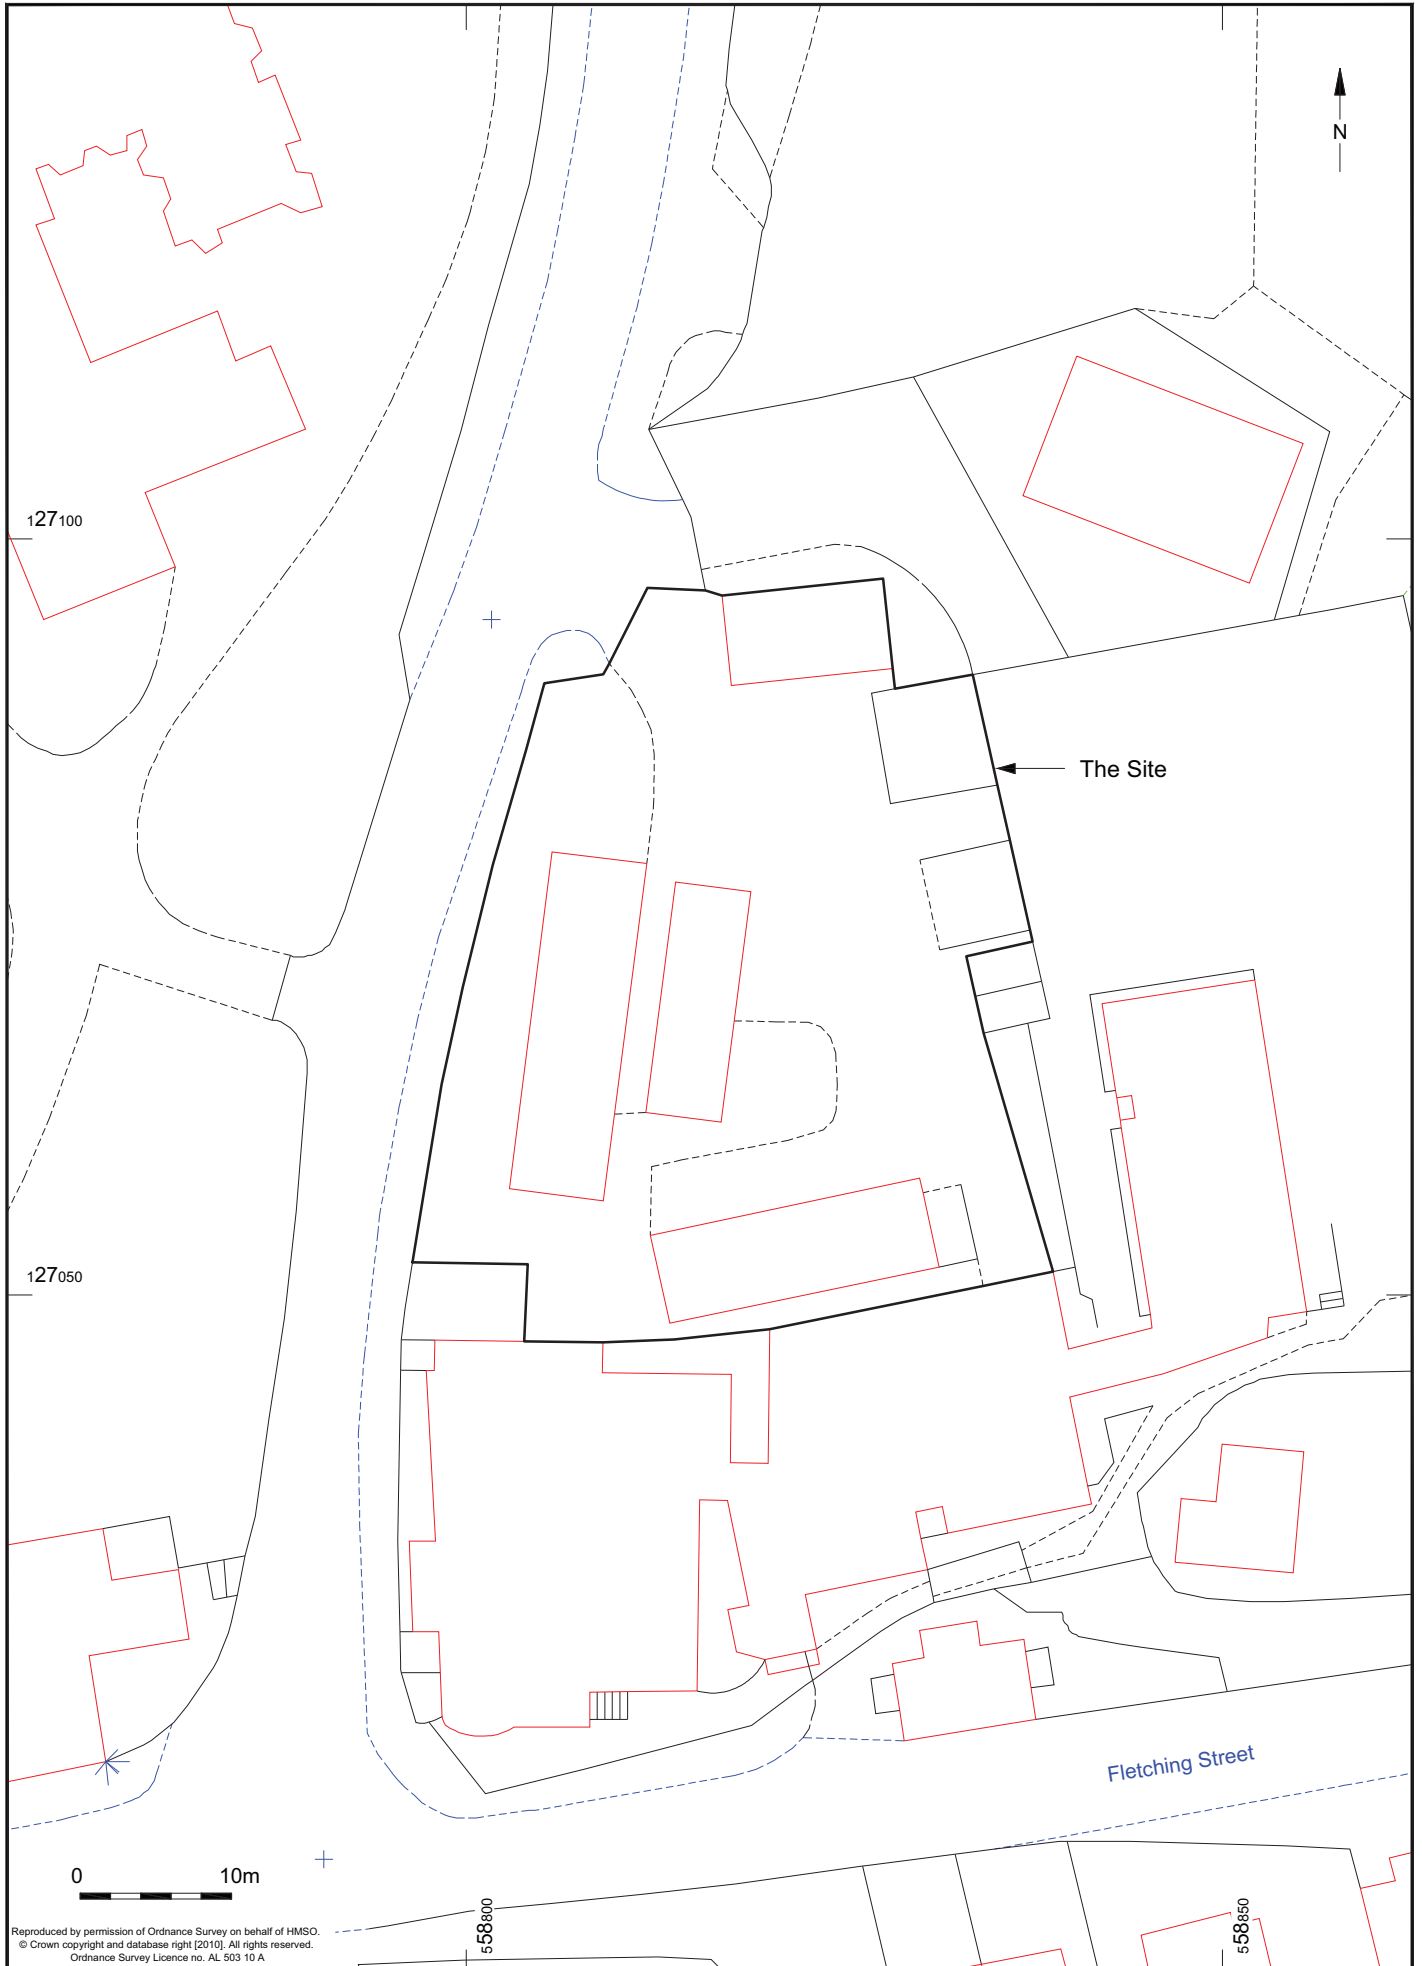 N
127100
The Site
127050
Fletching Street
0 10m
558800
558850
Reproduced by permission of Ordnance Survey on behalf of HMSO.
© Crown copyright and database right [2010]. All rights reserved.
Ordnance Survey Licence no. AL 503 10 A